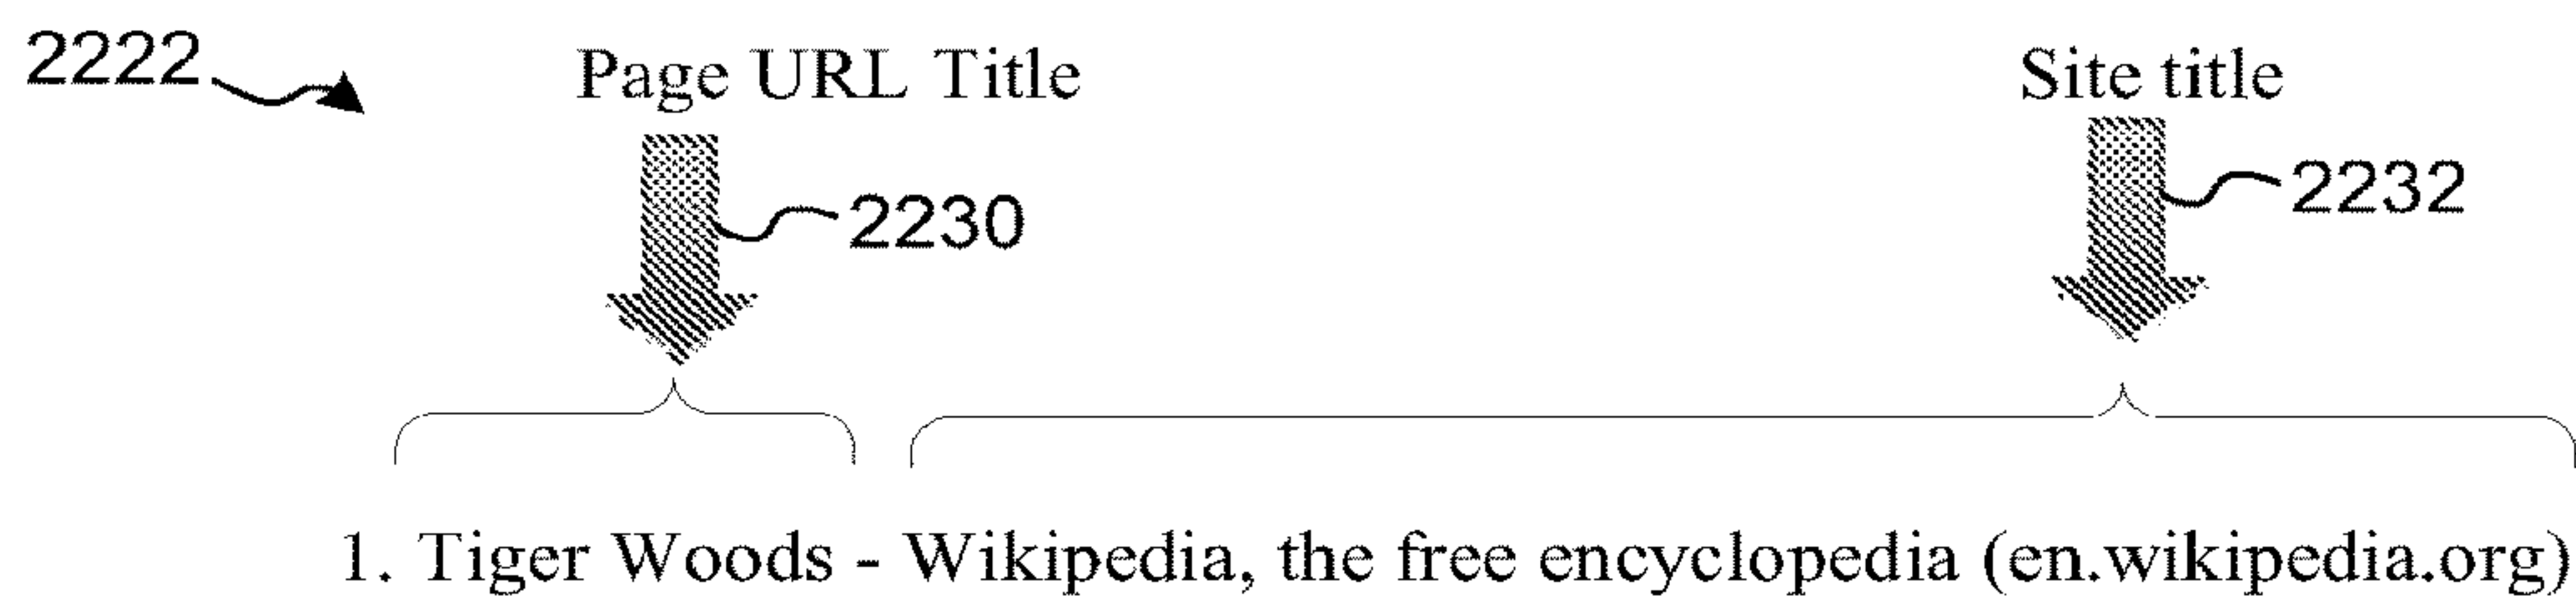 2222 Page URL Title Site title
2230 2232
1. Tiger Woods - Wikipedia, the free encyclopedia (en.wikipedia.org)